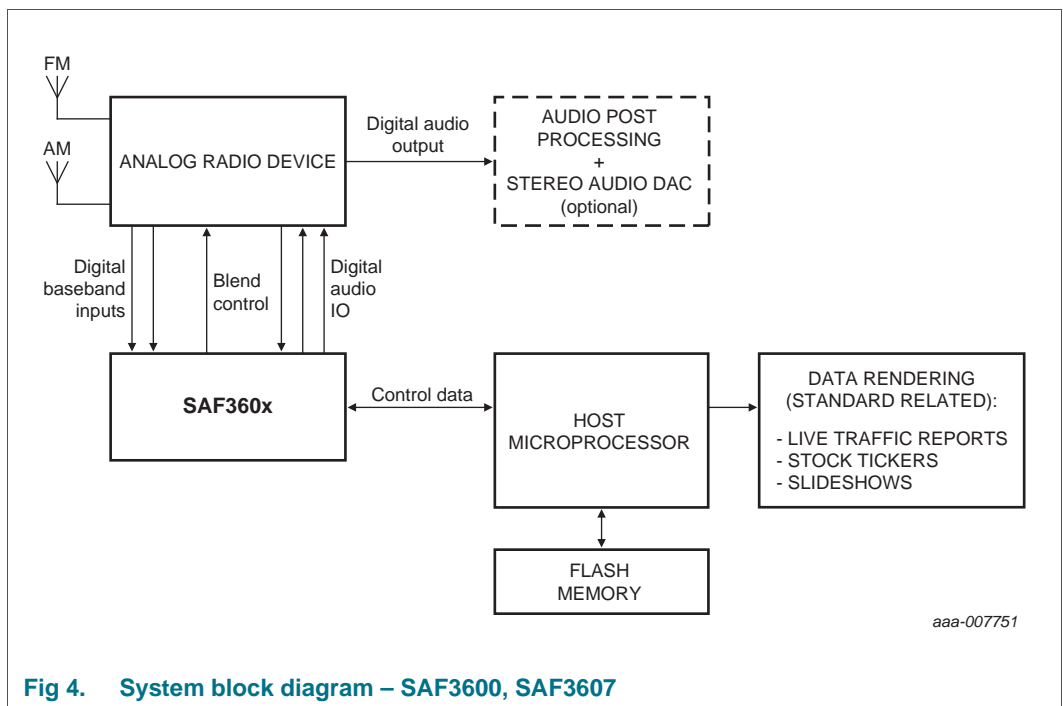 FM
AM
ANALOG RADIO DEVICE
Digital audio
output
AUDIO POST
PROCESSING
+
STEREO AUDIO DAC
(optional)
Digital
baseband
inputs
Blend
control
Digital
audio
IO
SAF360x
Control data
HOST
MICROPROCESSOR
DATA RENDERING
(STANDARD RELATED):
- LIVE TRAFFIC REPORTS
- STOCK TICKERS
- SLIDESHOWS
FLASH
MEMORY
aaa-007751
Fig 4. System block diagram – SAF3600, SAF3607